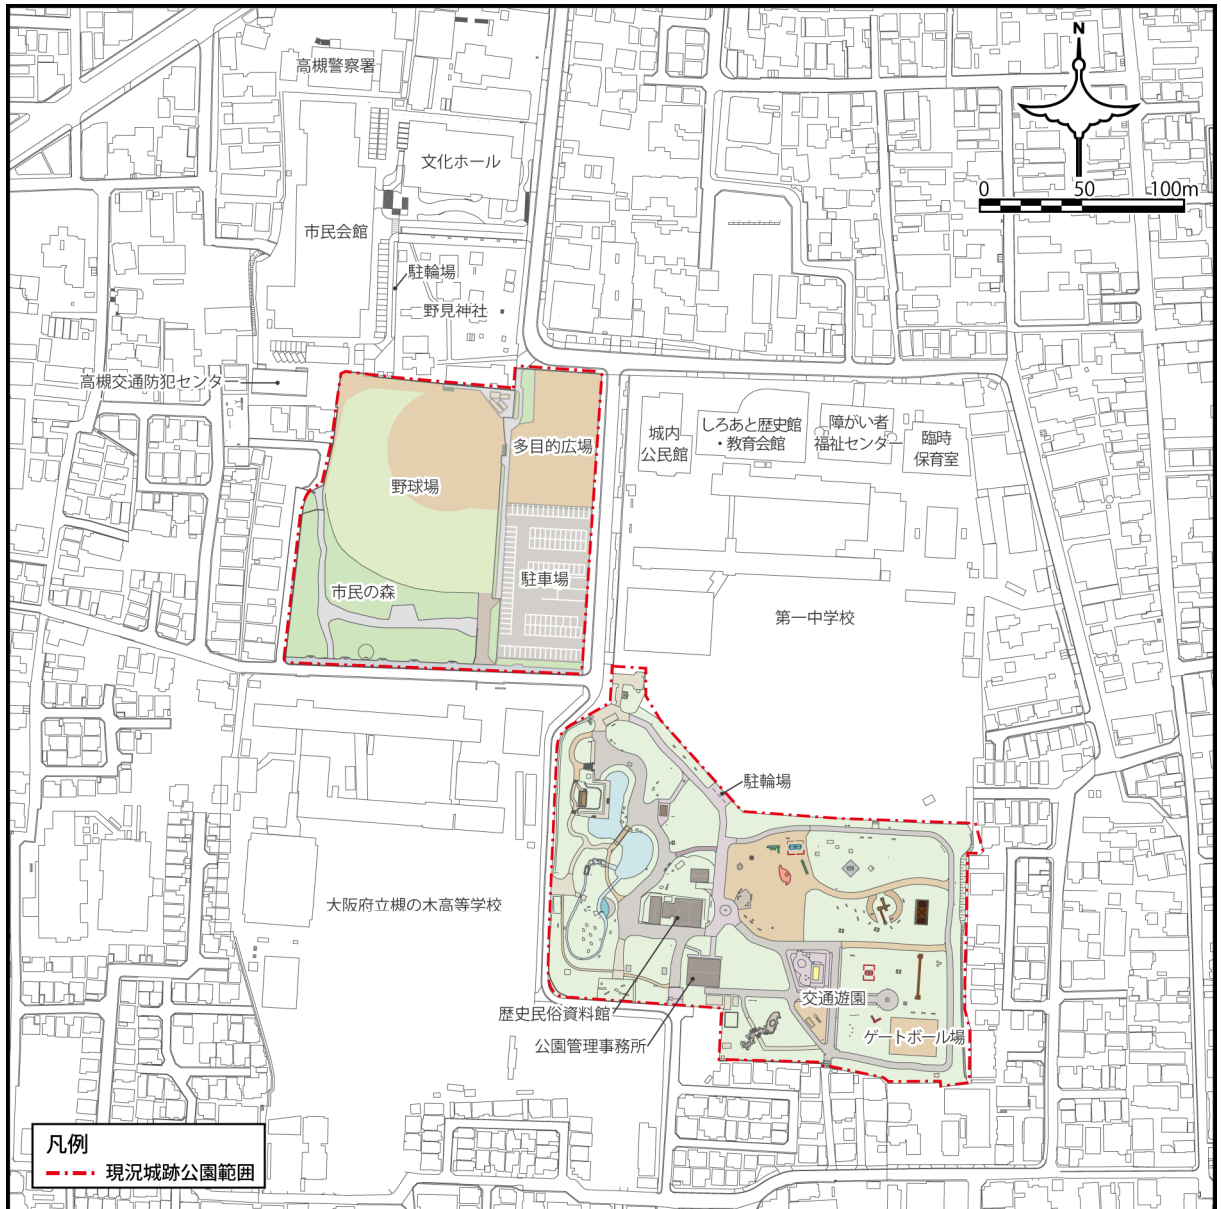 N
0 50 100m
高槻警察署
文化ホール
市民会館
駐輪場
野見神社
高槻交通防犯センター
多目的広場
野球場
城内
公民館
しろあと歴史館
・教育会館
障がい者
福祉センター
臨時
保育室
駐車場
市民の森
第一中学校
駐輪場
大阪府立槻の木高等学校
歴史民俗資料館
公園管理事務所
交通遊園
ゲートボール場
凡例
現況城跡公園範囲